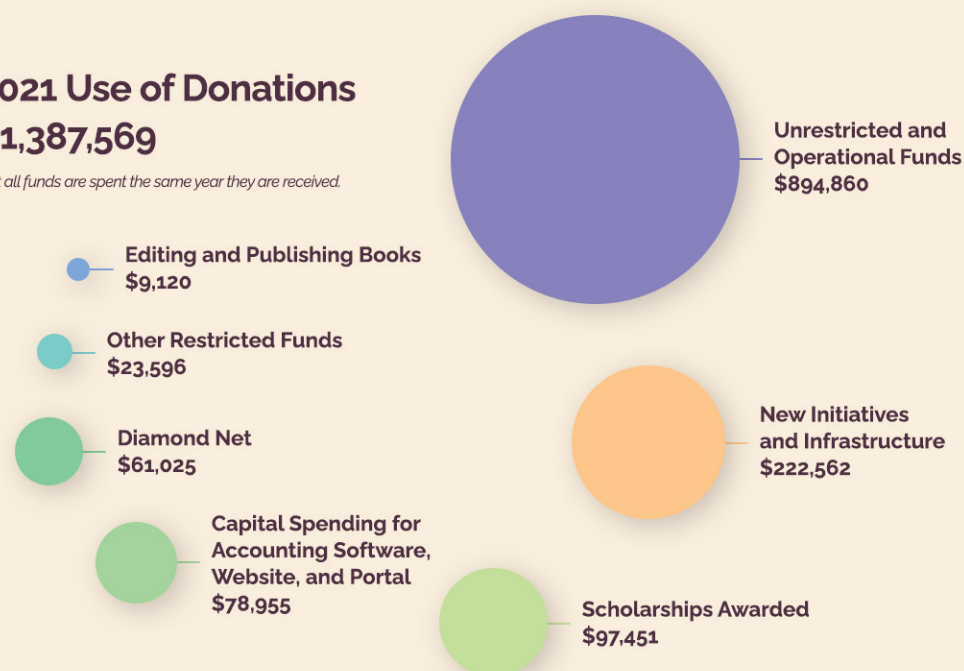 021 Use of Donations
1,387,569
all funds are spent the same year they are received.
Unrestricted and
Operational Funds
$894,860
Editing and Publishing Books
$9,120
Other Restricted Funds
$23,596
Diamond Net
$61,025
New Initiatives
and Infrastructure
$222,562
Capital Spending for
Accounting Software,
Website, and Portal
$78,955
Scholarships Awarded
$97,451